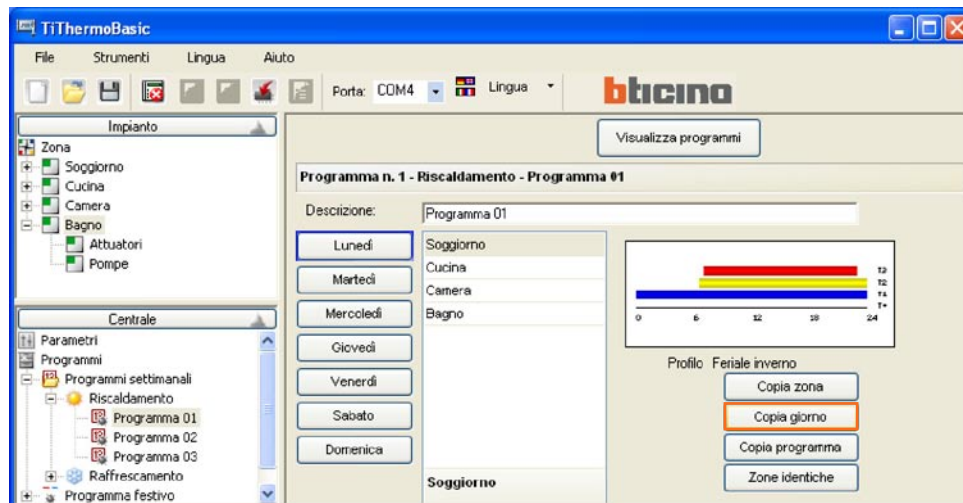 TiThermoBasic
File Strumenti Lingua Aiuto
Porta: COM4 Lingua bticino
Impianto
Zona
Soggiorno
Cucina
Camera
Bagno
Attuatori
Pompe
Centrale
Parametri
Programmi
Programmi settimanali
Riscaldamento
Programma 01
Programma 02
Programma 03
Raffrescamento
Programma festivo
Visualizza programmi
Programma n. 1 - Riscaldamento - Programma 01
Descrizione: Programma 01
Lunedì
Martedì
Mercoledì
Giovedì
Venerdì
Sabato
Domenica
Soggiorno
Cucina
Camera
Bagno
Soggiorno
T3
T2
T1
T*
0 6 12 18 24
Profilo Feriale inverno
Copia zona
Copia giorno
Copia programma
Zone identiche